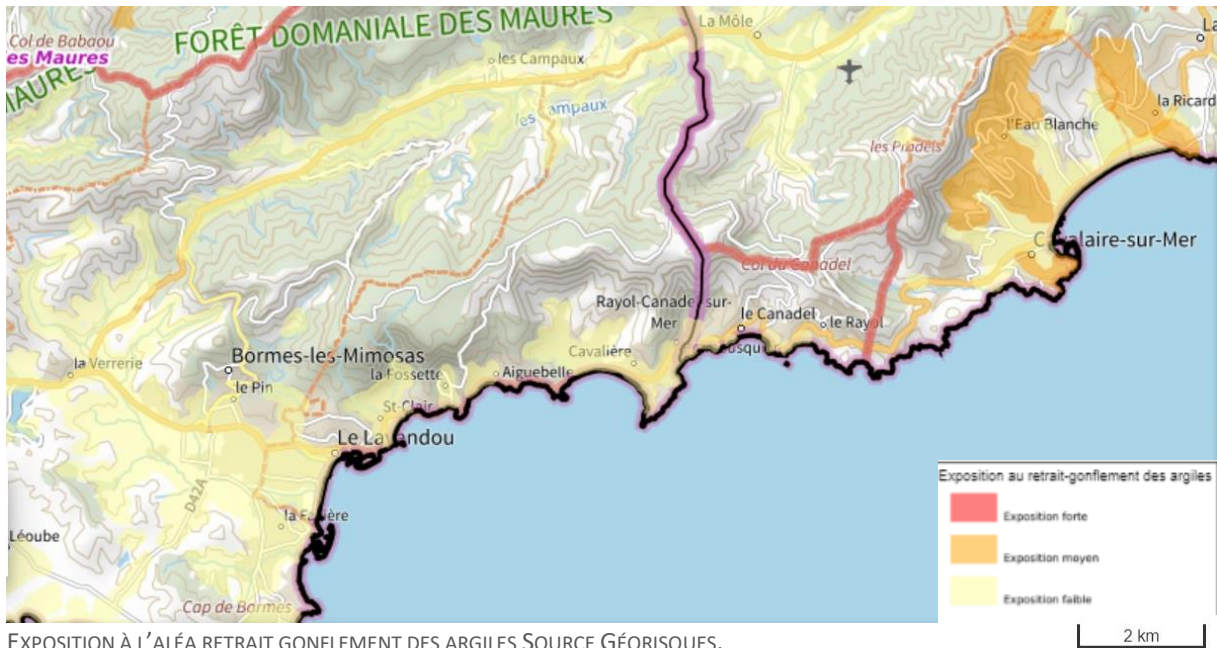 La Môle
Col de Babaou
FORÊT DOMANIALE DES MAURES
es Maures
les Campaux
MAURES
les Campaux
la Ricard
l'Eau Blanche
les Pradels
Cavalaire-sur-Mer
Col du Canadel
Rayol-Canadel-sur-
Mer
le Canadel
le Rayol
Cavalière
la Verrerie
Bormes-les-Mimosas
la Fossette
Aiguebelle
le Pin
St-Clair
Le Lavandou
D42A
la Favière
Léoube
Cap de Bormes
Exposition au retrait-gonflement des argiles
Exposition forte
Exposition moyen
Exposition faible
EXPOSITION À L'ALÉA RETRAIT GONFLEMENT DES ARGILES SOURCE GÉORISQUES.
2 km